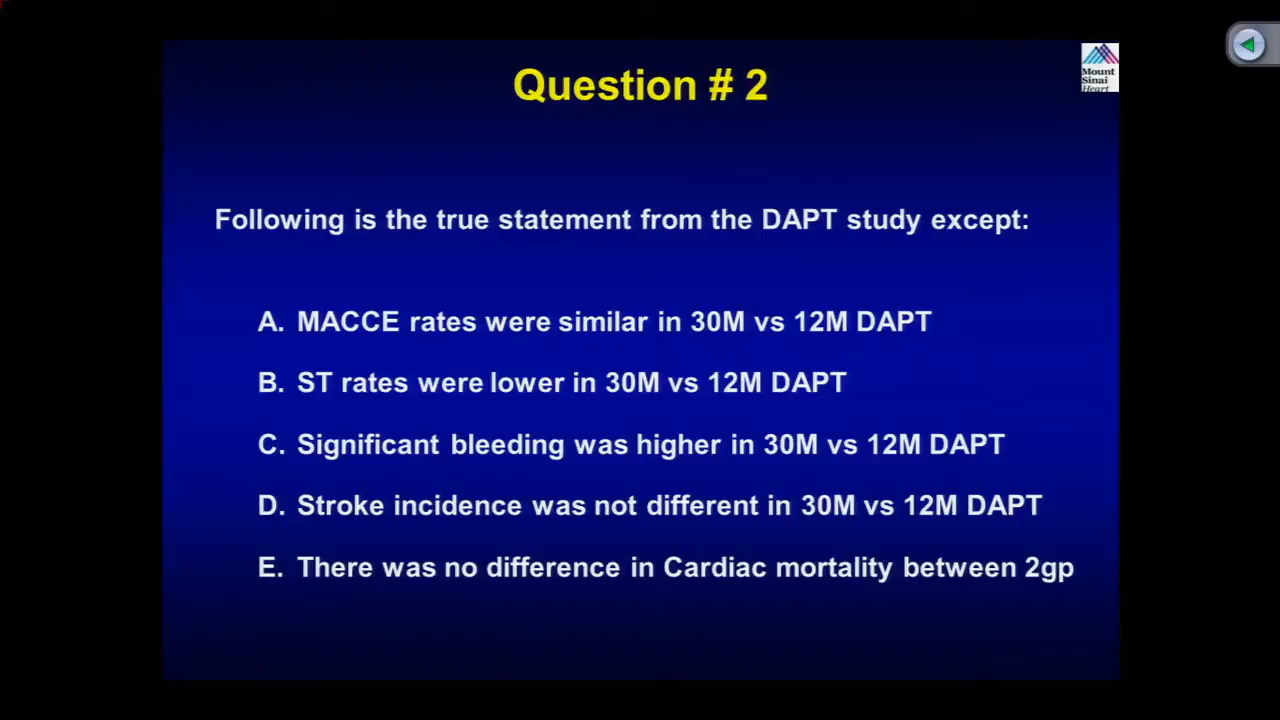 Question # 2
Mount
Sinai
Heart
Following is the true statement from the DAPT study except:
A. MACCE rates were similar in 30M vs 12M DAPT
B. ST rates were lower in 30M vs 12M DAPT
C. Significant bleeding was higher in 30M vs 12M DAPT
D. Stroke incidence was not different in 30M vs 12M DAPT
E. There was no difference in Cardiac mortality between 2gp